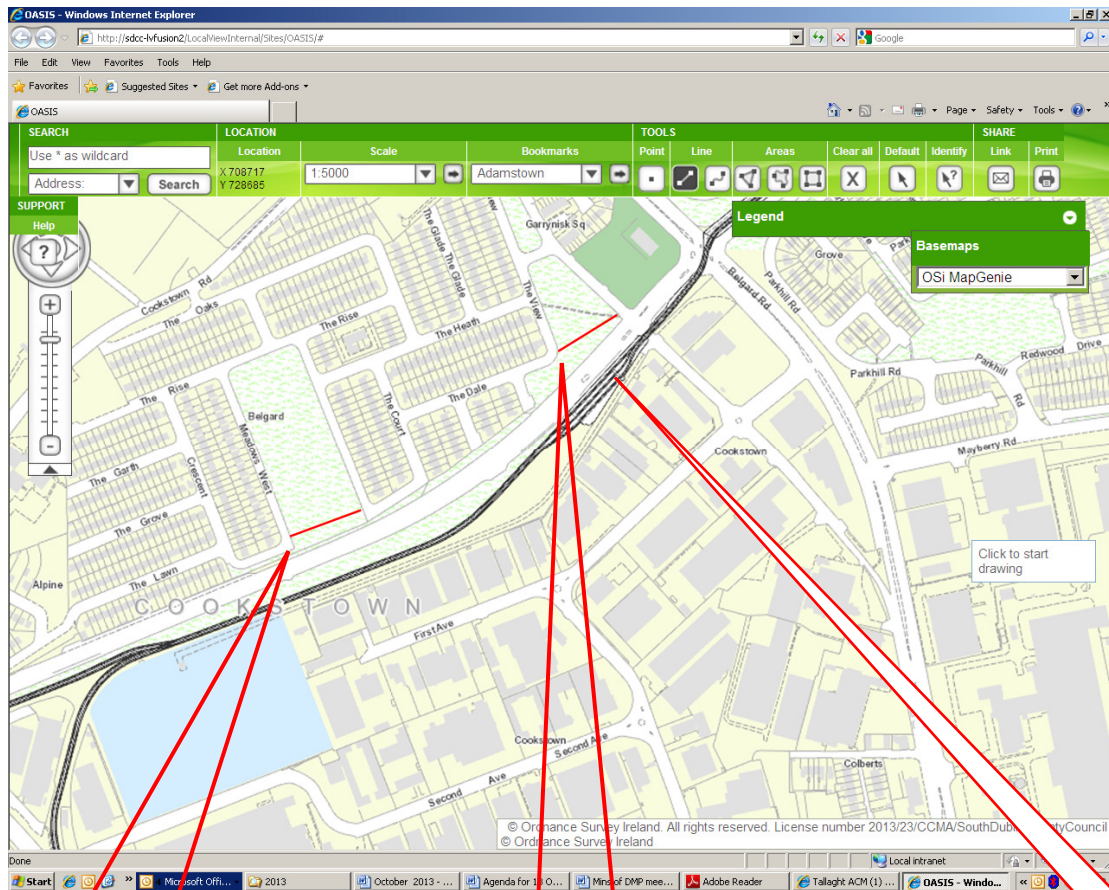 OASIS - Windows Internet Explorer
http://sdcc-lvfusion2/LocalViewInternal/Sites/OASIS/#
Google
File Edit View Favorites Tools Help
Favorites Suggested Sites Get more Add-ons
OASIS
Page Safety Tools
SEARCH LOCATION TOOLS SHARE
Location Scale Bookmarks Point Line Areas Clear all Default Identify Link Print
Use * as wildcard
X 708717
Y 728685
1:5000
Adamstown
Address: Search
SUPPORT
Help
Legend
Basemaps
OSi MapGenie
Garrynisk Sq
The Glade The Glade
The View
View
Grove
Park
Belgard Rd
Parkhill Rd
Cookstown Rd
The Oaks
The Rise
The Heath
The Rise
The Dale
The Court
Belgard
Meadows West
Crescent
The Garth
The Grove
The Lawn
Alpine
Parkhill Rd
Parkhill Rd
Redwood Drive
Mayberry Rd
Cookstown
Click to start
drawing
COOKSTOWN
First Ave
Cookstown
Second Ave
Second Ave
Colberts
© Ordnance Survey Ireland. All rights reserved. License number 2013/23/CCMA/SouthDublinCountyCouncil
© Ordnance Survey Ireland
Done
Local intranet
Start
Microsoft Offi...
2013
October 2013 - ...
Agenda for 18 O...
Mins of DMP mee...
Adobe Reader
Tallaght ACM (1) ...
OASIS - Windo...